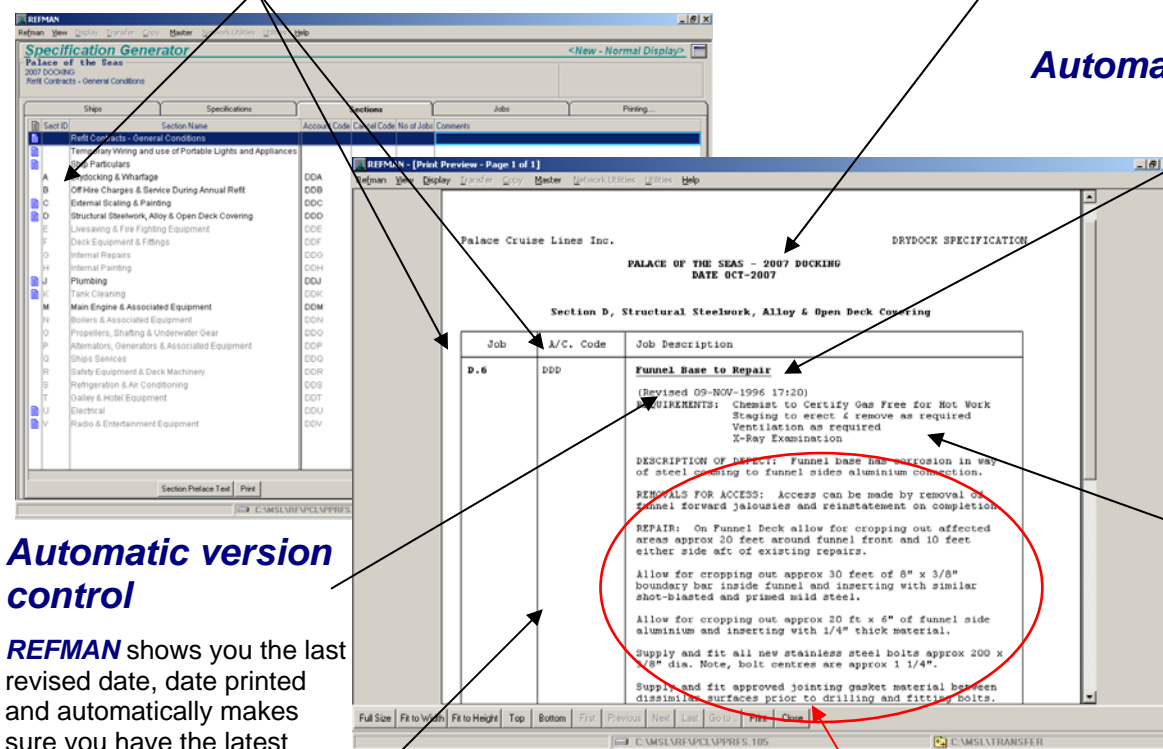 REFMAN
Refman View Display Transfer Copy Master Network Utilities Utilities Help
Specification Generator
<New - Normal Display>
Palace of the Seas
2007 DOCKING
Refit Contracts - General Conditions
Ships Specifications Sections Jobs Printing...
Sect ID Section Name Account Code Cancel Code No of Jobs Comments
Refit Contracts - General Conditions
Temporary Wiring and use of Portable Lights and Appliances
Ship Particulars
A Drydocking & Wharfage DDA
B Off Hire Charges & Service During Annual Refit DDB
C External Scaling & Painting DDC
D Structural Steelwork, Alloy & Open Deck Covering DDD
E Livesaving & Fire Fighting Equipment DDE
F Deck Equipment & Fittings DDF
G Internal Repairs DDG
H Internal Painting DDH
J Plumbing DDJ
K Tank Cleaning DDK
M Main Engine & Associated Equipment DDM
N Boilers & Associated Equipment DDN
O Propellers, Shafting & Underwater Gear DDO
P Alternators, Generators & Associated Equipment DDP
Q Ships Services DDQ
R Safety Equipment & Deck Machinery DDR
S Refrigeration & Air Conditioning DDS
T Galley & Hotel Equipment DDT
U Electrical DDU
V Radio & Entertainment Equipment DDV
Section Preface Text Print
C:\MSL\RF\PCL\PPRFS.
Automa
REFMAN - [Print Preview - Page 1 of 1]
Refman View Display Transfer Copy Master Network Utilities Utilities Help
Palace Cruise Lines Inc. DRYDOCK SPECIFICATION
PALACE OF THE SEAS - 2007 DOCKING
DATE OCT-2007
Section D, Structural Steelwork, Alloy & Open Deck Covering
Job A/C. Code Job Description
D.6 DDD Funnel Base to Repair
(Revised 09-NOV-1996 17:20)
REQUIREMENTS: Chemist to Certify Gas Free for Hot Work
Staging to erect & remove as required
Ventilation as required
X-Ray Examination
DESCRIPTION OF DEFECT: Funnel base has corrosion in way
of steel coaming to funnel sides aluminium connection.
REMOVALS FOR ACCESS: Access can be made by removal of
funnel forward jalousies and reinstatement on completion
REPAIR: On Funnel Deck allow for cropping out affected
areas approx 20 feet around funnel front and 10 feet
either side aft of existing repairs.
Allow for cropping out approx 30 feet of 8" x 3/8"
boundary bar inside funnel and inserting with similar
shot-blasted and primed mild steel.
Allow for cropping out approx 20 ft x 6" of funnel side
aluminium and inserting with 1/4" thick material.
Supply and fit all new stainless steel bolts approx 200 x
3/8" dia. Note, bolt centres are approx 1 1/4".
Supply and fit approved jointing gasket material between
dissimilar surfaces prior to drilling and fitting bolts.
Full Size Fit to Width Fit to Height Top Bottom First Previous Next Last Go to... Print Close
C:\MSL\RF\PCL\PPRFS.105 C:\MSL\TRANSFER
Automatic version
control
REFMAN shows you the last
revised date, date printed
and automatically makes
sure you have the latest